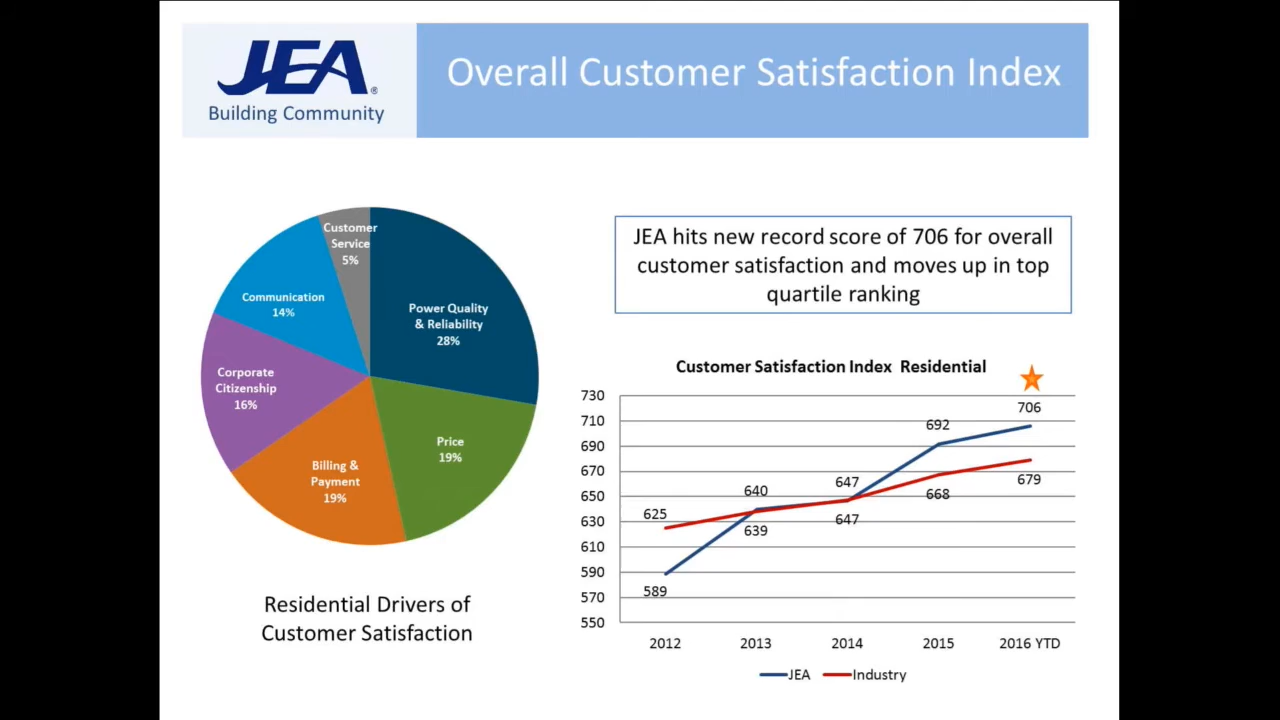 JEA®
Building Community
Overall Customer Satisfaction Index
Customer
Service
5%
Power Quality
& Reliability
28%
Communication
14%
Corporate
Citizenship
16%
Price
19%
Billing &
Payment
19%
Residential Drivers of
Customer Satisfaction
JEA hits new record score of 706 for overall
customer satisfaction and moves up in top
quartile ranking
Customer Satisfaction Index Residential
730
710
690
670
650
630
610
590
570
550
625
589
640
639
647
647
692
668
706
679
2012 2013 2014 2015 2016 YTD
JEA Industry